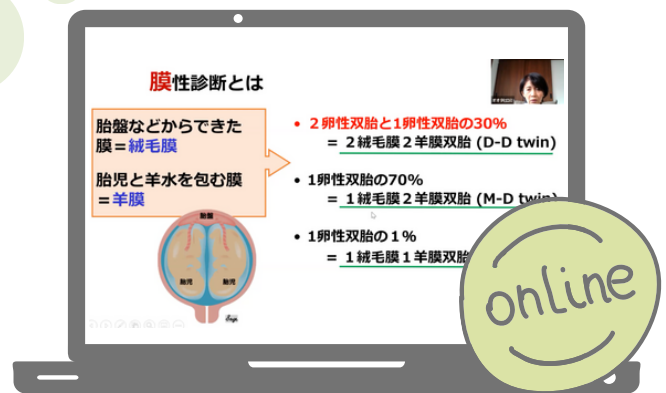 膜性診断とは
胎盤などからできた
膜＝絨毛膜
胎児と羊水を包む膜
＝羊膜
• ２卵性双胎と1卵性双胎の30%
＝ ２絨毛膜２羊膜双胎 (D-D twin)
• 1卵性双胎の70%
＝ １絨毛膜２羊膜双胎 (M-D twin)
• 1卵性双胎の１%
＝ １絨毛膜１羊膜双胎
胎盤
胎児 胎児
online